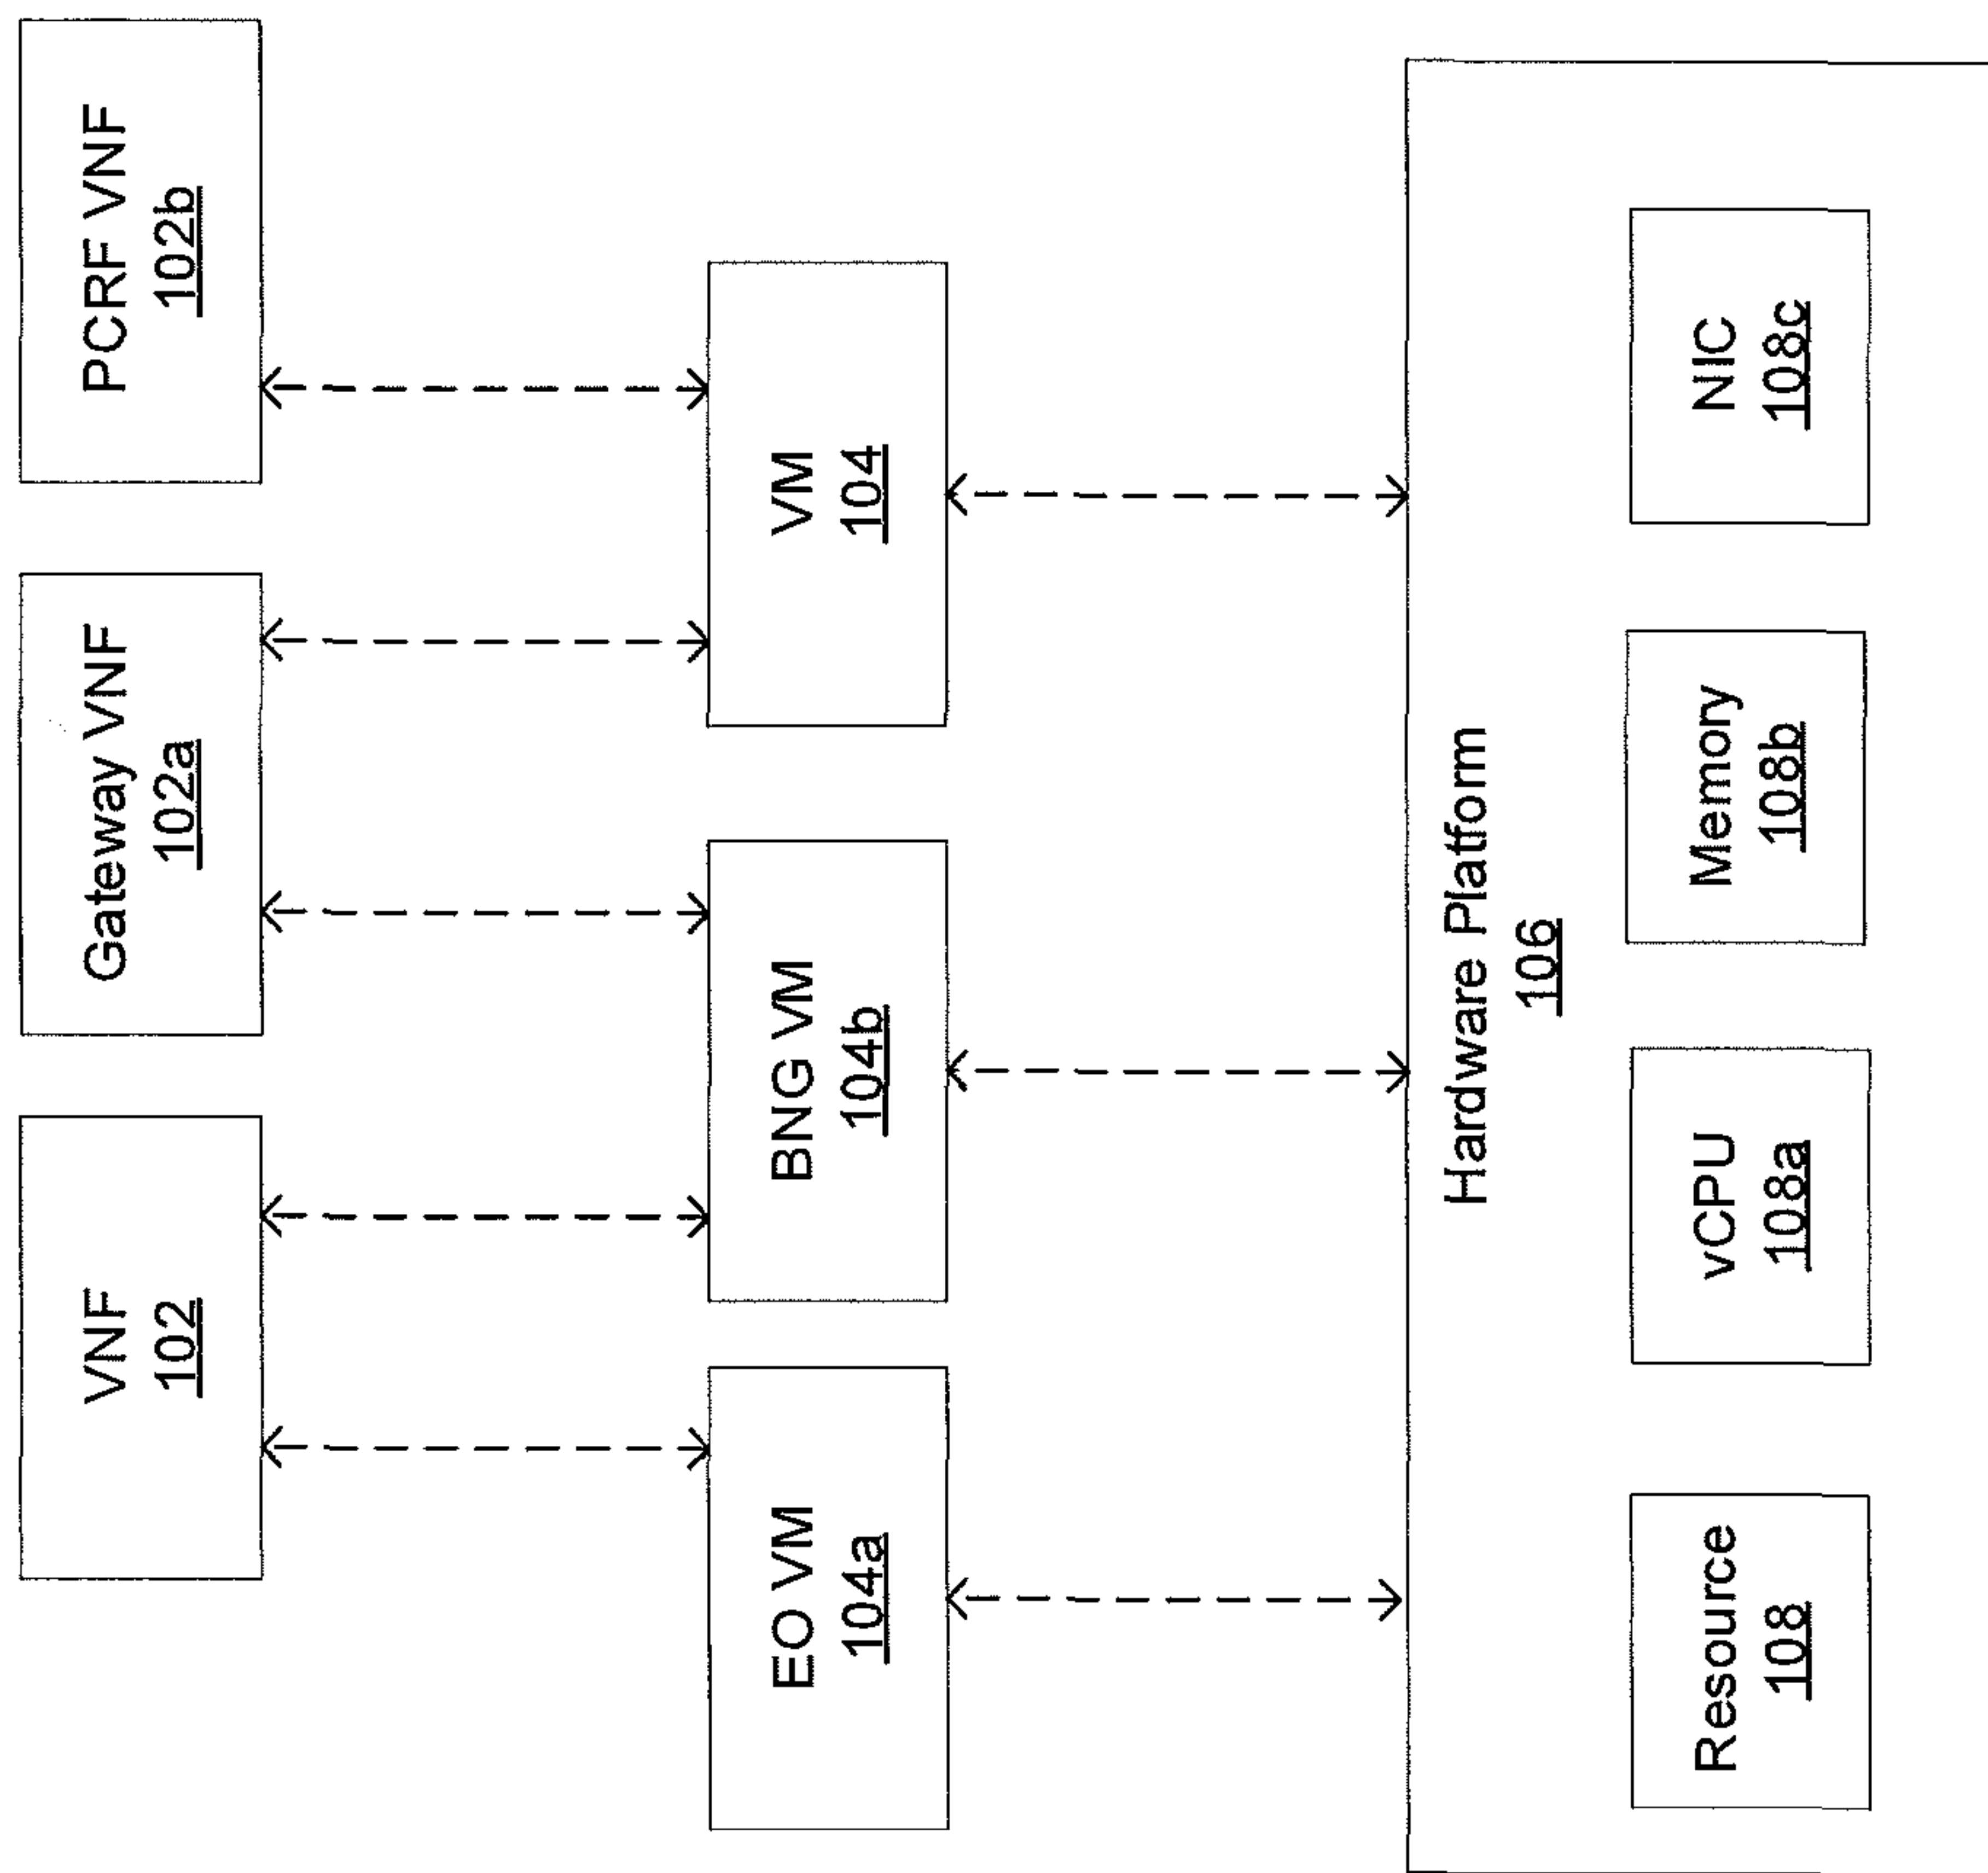 VNF
102
Gateway VNF
102a
PCRF VNF
102b
EO VM
104a
BNG VM
104b
VM
104
Hardware Platform
106
Resource
108
vCPU
108a
Memory
108b
NIC
108c